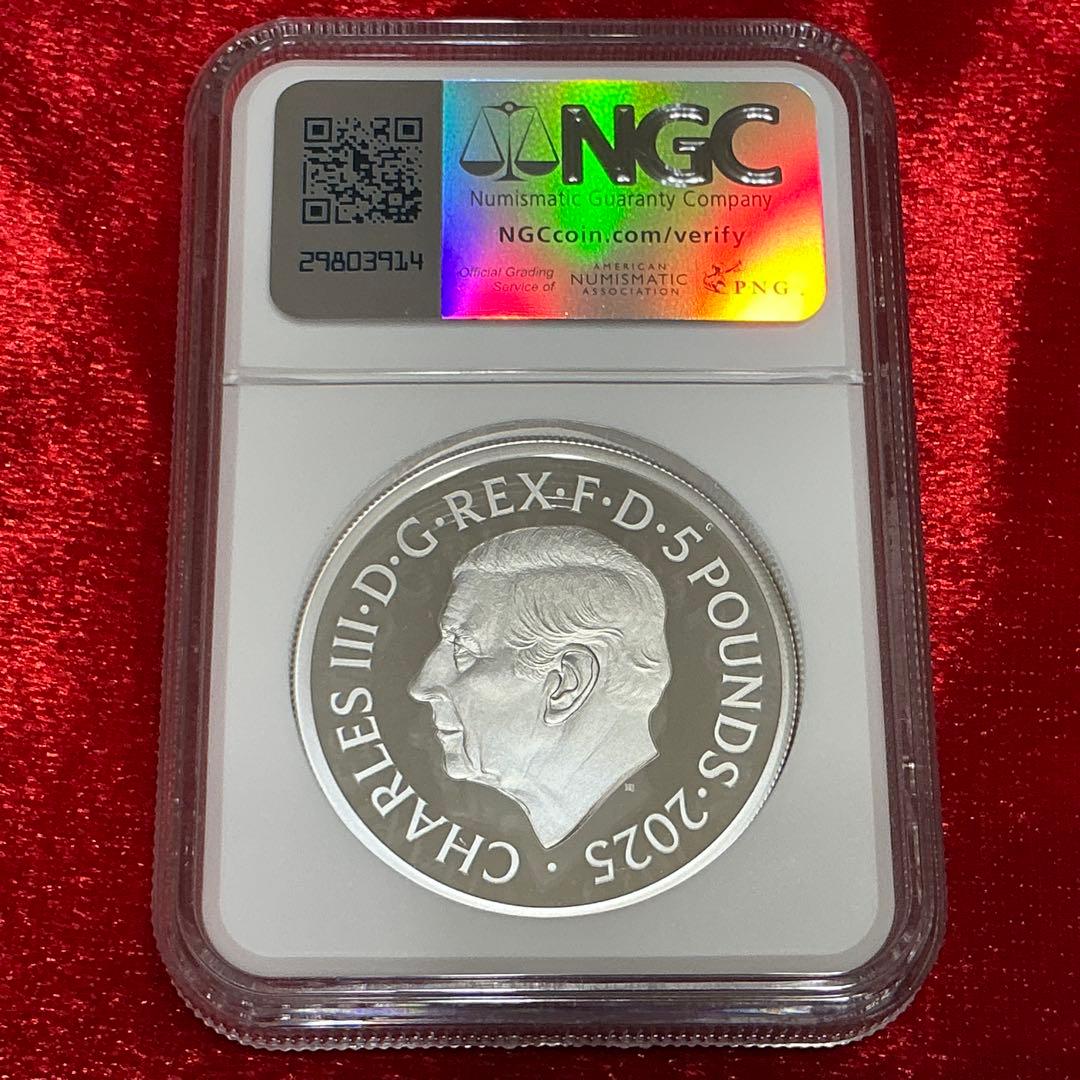 NGC
Numismatic Guaranty Company
NGCcoin.com/verify
29803914
Official Grading
Service of
AMERICAN
NUMISMATIC
ASSOCIATION
PNG
CHARLES III·D·G·REX·F·D·5 POUNDS·2025·